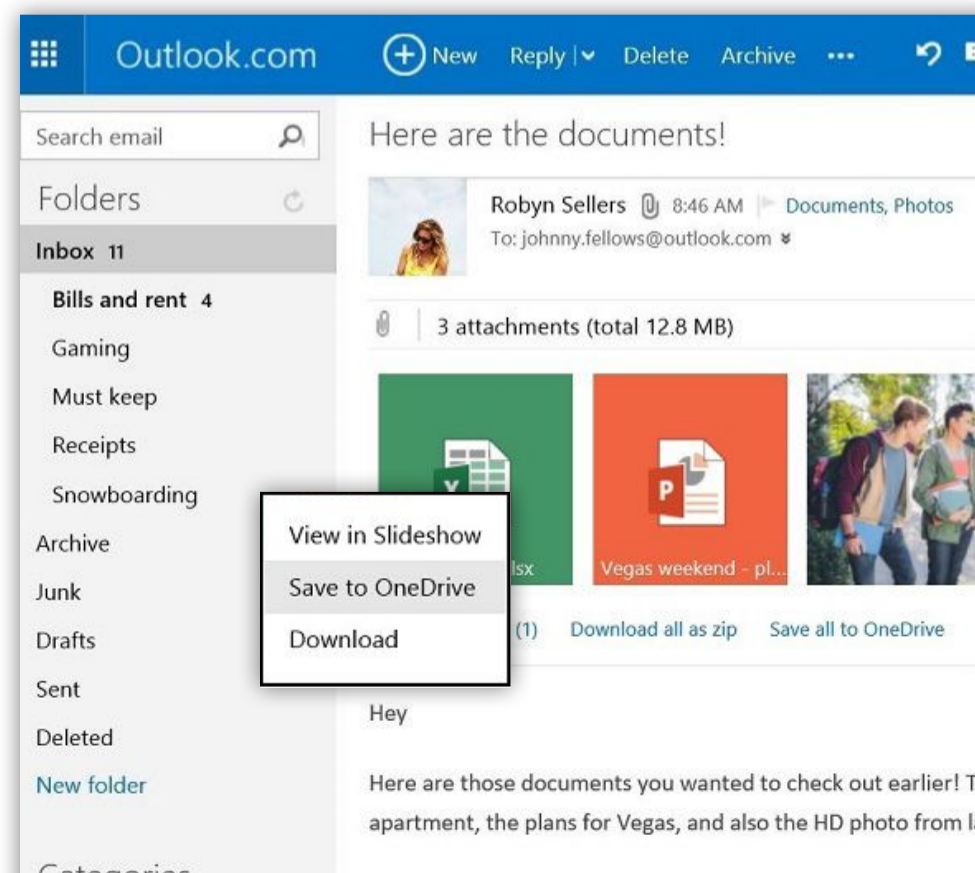 Outlook.com
New Reply Delete Archive
Search email
Folders
Inbox 11
Bills and rent 4
Gaming
Must keep
Receipts
Snowboarding
Archive
Junk
Drafts
Sent
Deleted
New folder
Here are the documents!
Robyn Sellers 8:46 AM Documents, Photos
To: johnny.fellows@outlook.com
3 attachments (total 12.8 MB)
X
lsx
P
Vegas weekend - pl...
View in Slideshow
Save to OneDrive
Download
(1) Download all as zip Save all to OneDrive
Hey
Here are those documents you wanted to check out earlier!
apartment, the plans for Vegas, and also the HD photo from